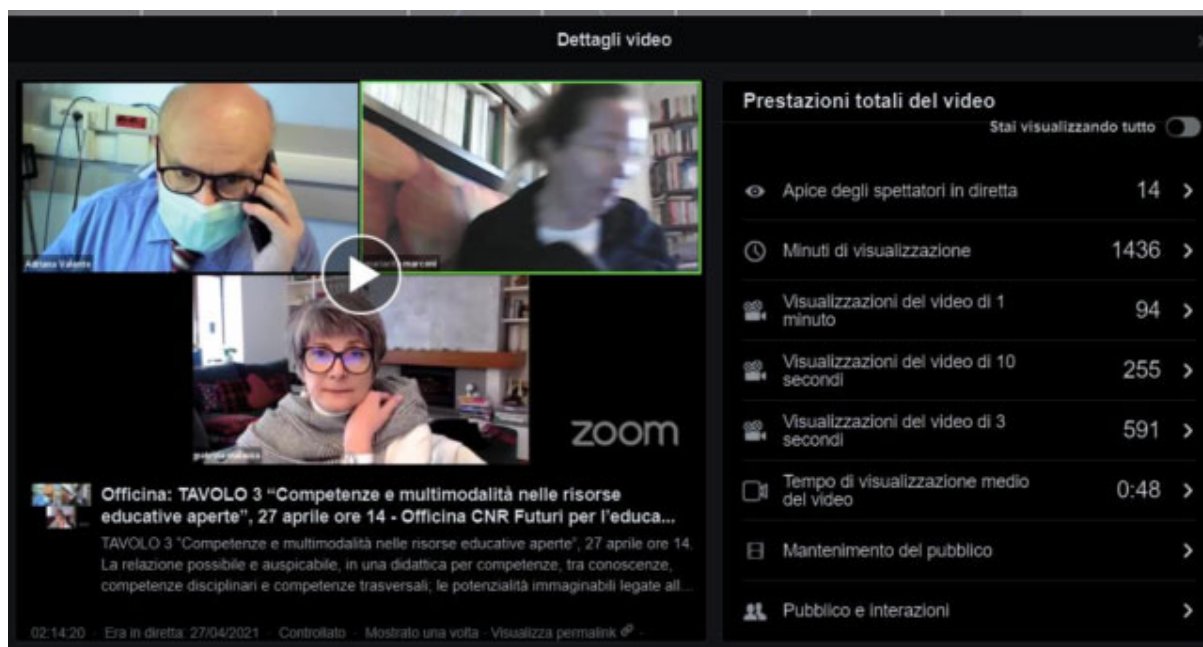 Dettagli video
Adriana Valente
marconi
zoom
Officina: TAVOLO 3 “Competenze e multimodalità nelle risorse
educative aperte”, 27 aprile ore 14 - Officina CNR Futuri per l'educa...
TAVOLO 3 “Competenze e multimodalità nelle risorse educative aperte”, 27 aprile ore 14.
La relazione possibile e auspicabile, in una didattica per competenze, tra conoscenze,
competenze disciplinari e competenze trasversali; le potenzialità immaginabili legate all...
02:14:20 · Era in diretta: 27/04/2021 · Controllato · Mostrato una volta · Visualizza permalink
Prestazioni totali del video
Stai visualizzando tutto
Apice degli spettatori in diretta 14
Minuti di visualizzazione 1436
Visualizzazioni del video di 1
minuto 94
Visualizzazioni del video di 10
secondi 255
Visualizzazioni del video di 3
secondi 591
Tempo di visualizzazione medio
del video 0:48
Mantenimento del pubblico
Pubblico e interazioni